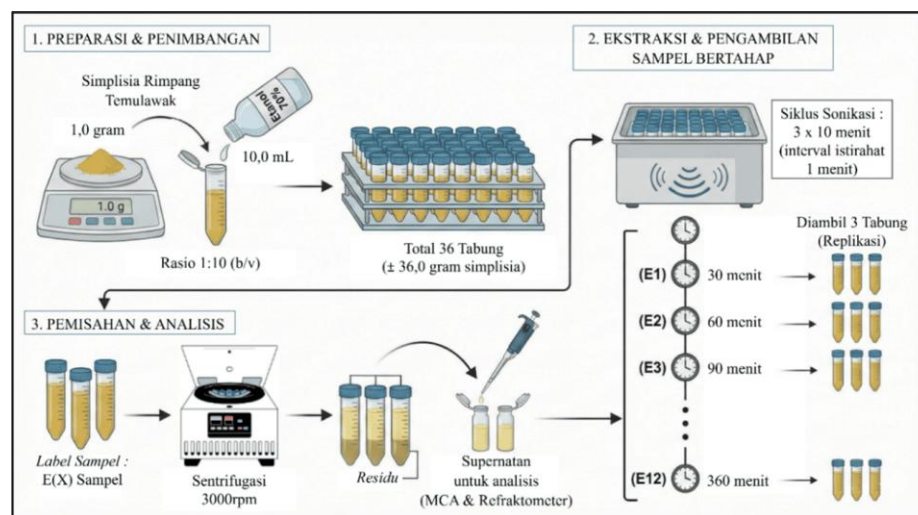 1. PREPARASI & PENIMBANGAN
Simplisia Rimpang
Temulawak
1,0 gram
1.0 g
Etanol
70%
10,0 mL
Rasio 1:10 (b/v)
Total 36 Tabung
(± 36,0 gram simplisia)
2. EKSTRAKSI & PENGAMBILAN
SAMPEL BERTAHAP
Siklus Sonikasi :
3 x 10 menit
(interval istirahat
1 menit)
Diambil 3 Tabung
(Replikasi)
(E1) 30 menit
(E2) 60 menit
(E3) 90 menit
(E12) 360 menit
3. PEMISAHAN & ANALISIS
Label Sampel :
E(X) Sampel
Sentrifugasi
3000rpm
Residu
Supernatan
untuk analisis
(MCA & Refraktometer)